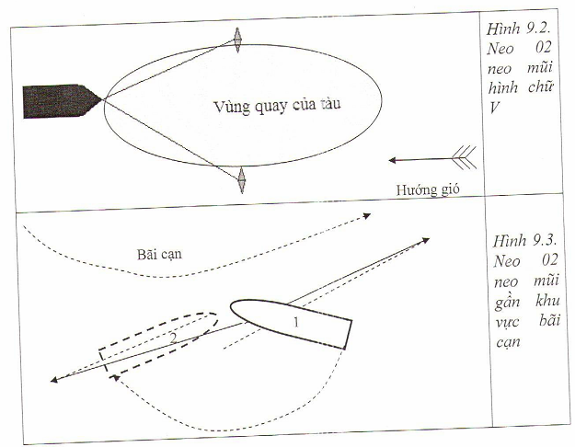 Vùng quay của tàu
Hướng gió
Hình 9.2.
Neo 02
neo mũi
hình chữ
V
Bãi cạn
1
2
Hình 9.3.
Neo 02
neo mũi
gần khu
vực bãi
cạn